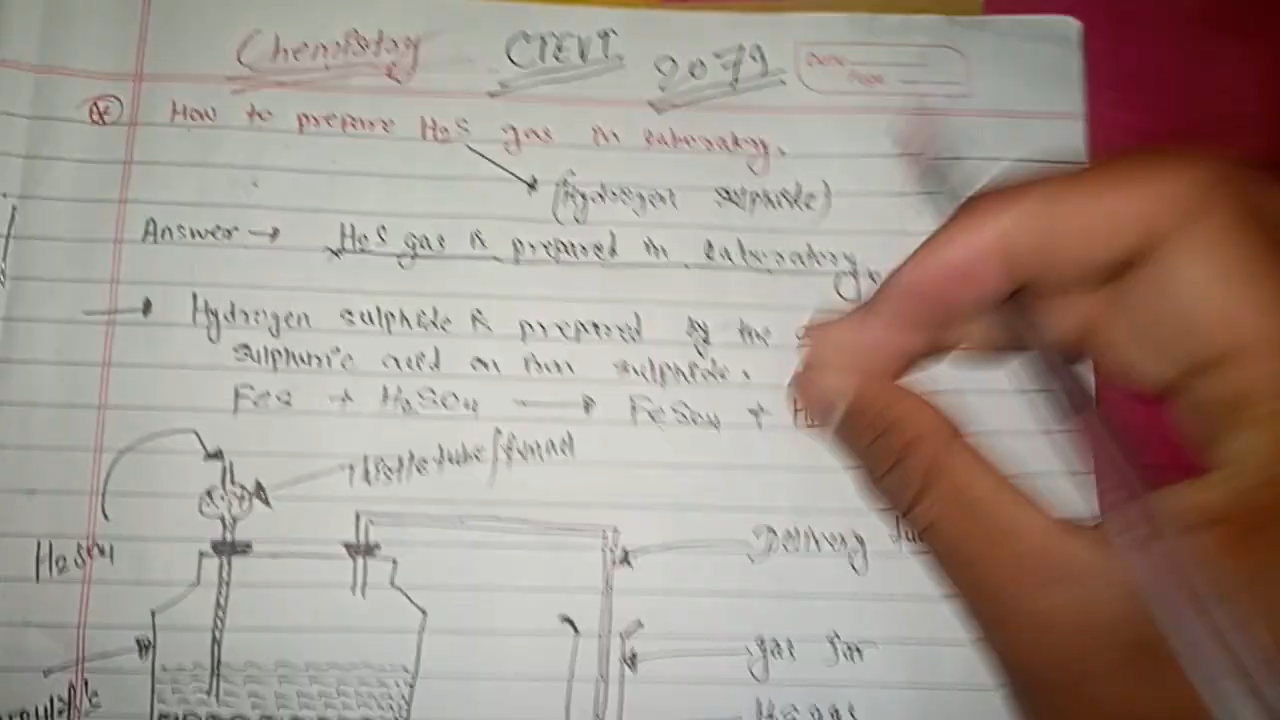 Chemistry CTEVT 2079
How to prepare H2S gas in laboratory.
(Hydrogen sulphide)
Answer → H2S gas is prepared in laboratory.
→ Hydrogen sulphide is prepared by the
sulphuric acid on iron sulphide.
FeS + H2SO4 → FeSO4 +
Thistle tube/funnel
H2SO4
Delivery
gas Jar
H2S gas